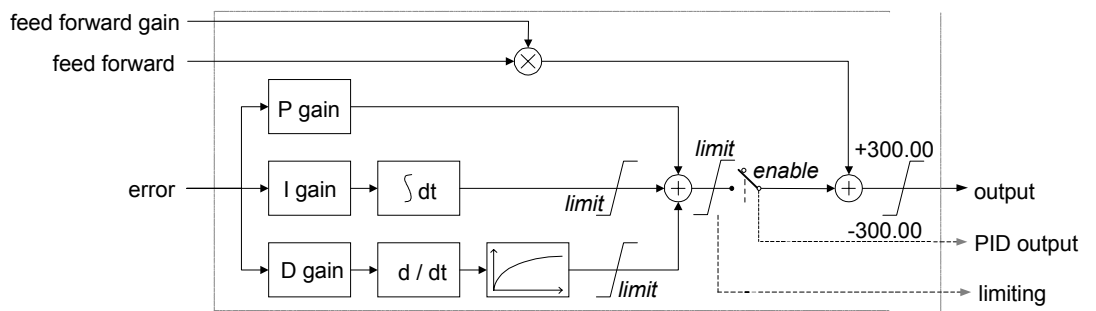 feed forward gain
feed forward
P gain
limit
enable
+300.00
error
I gain
∫ dt
limit
output
-300.00
PID output
D gain
d / dt
limit
limiting